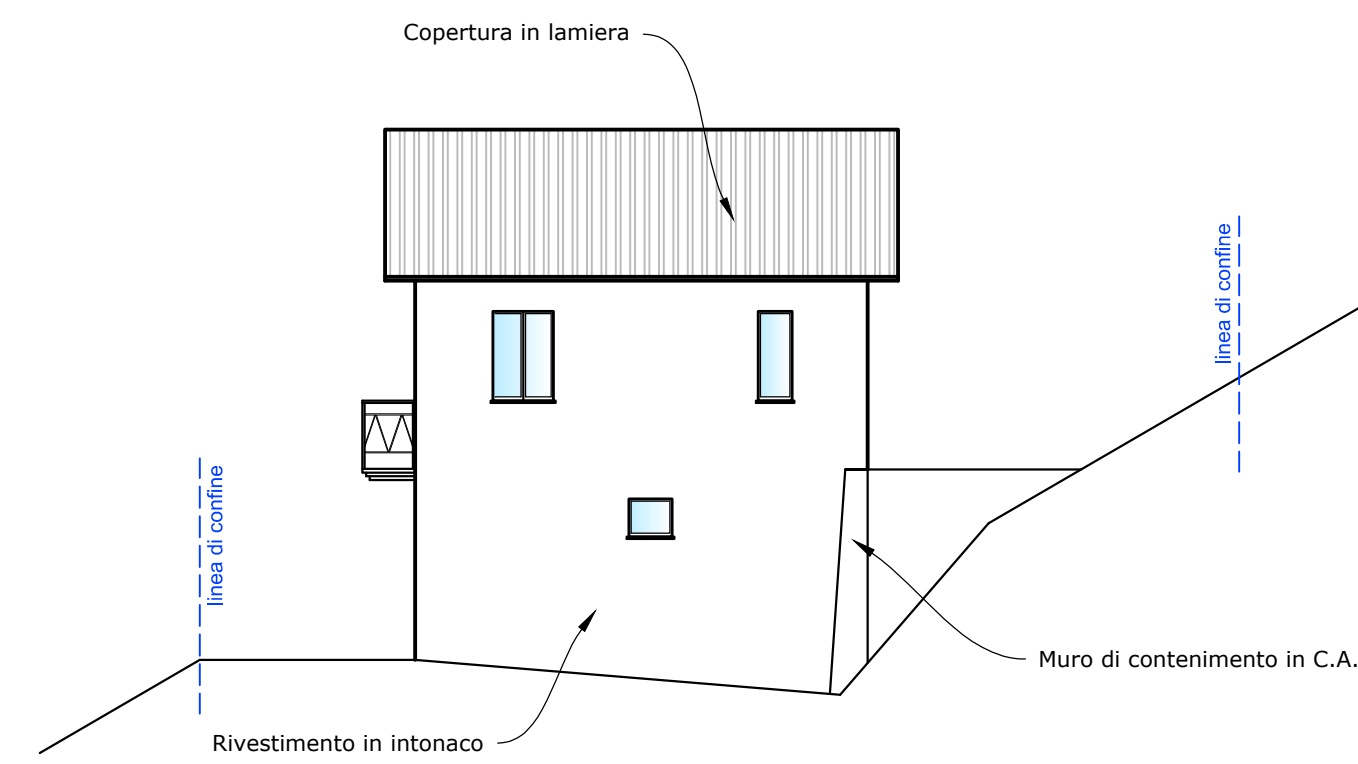 Copertura in lamiera
linea di confine
linea di confine
Muro di contenimento in C.A.
Rivestimento in intonaco